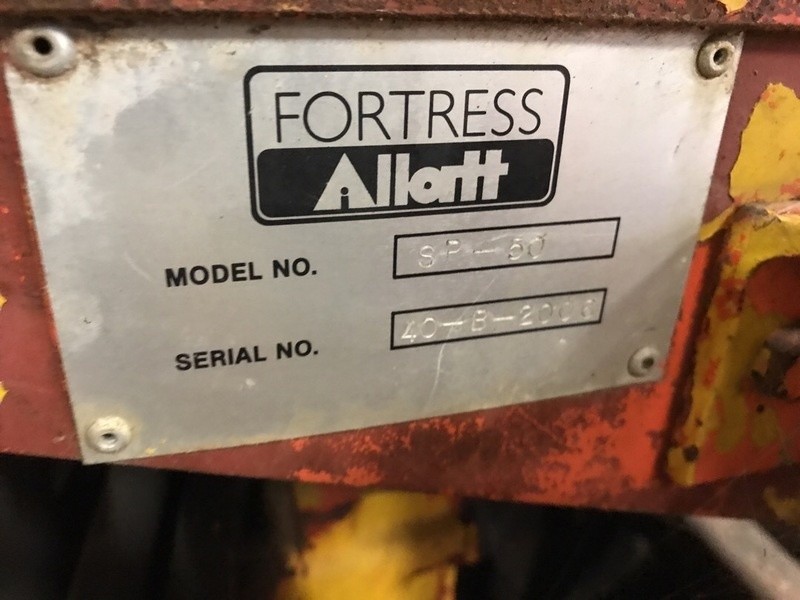 FORTRESS
Allatt
MODEL NO. SP-50
SERIAL NO.